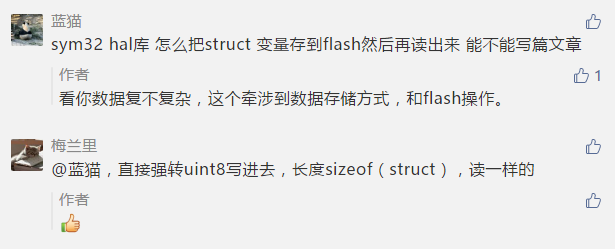 蓝猫
sym32 hal库 怎么把struct 变量存到flash然后再读出来 能不能写篇文章
作者
1
看你数据复不复杂，这个牵涉到数据存储方式，和flash操作。
梅兰里
@蓝猫，直接强转uint8写进去，长度sizeof（struct），读一样的
作者